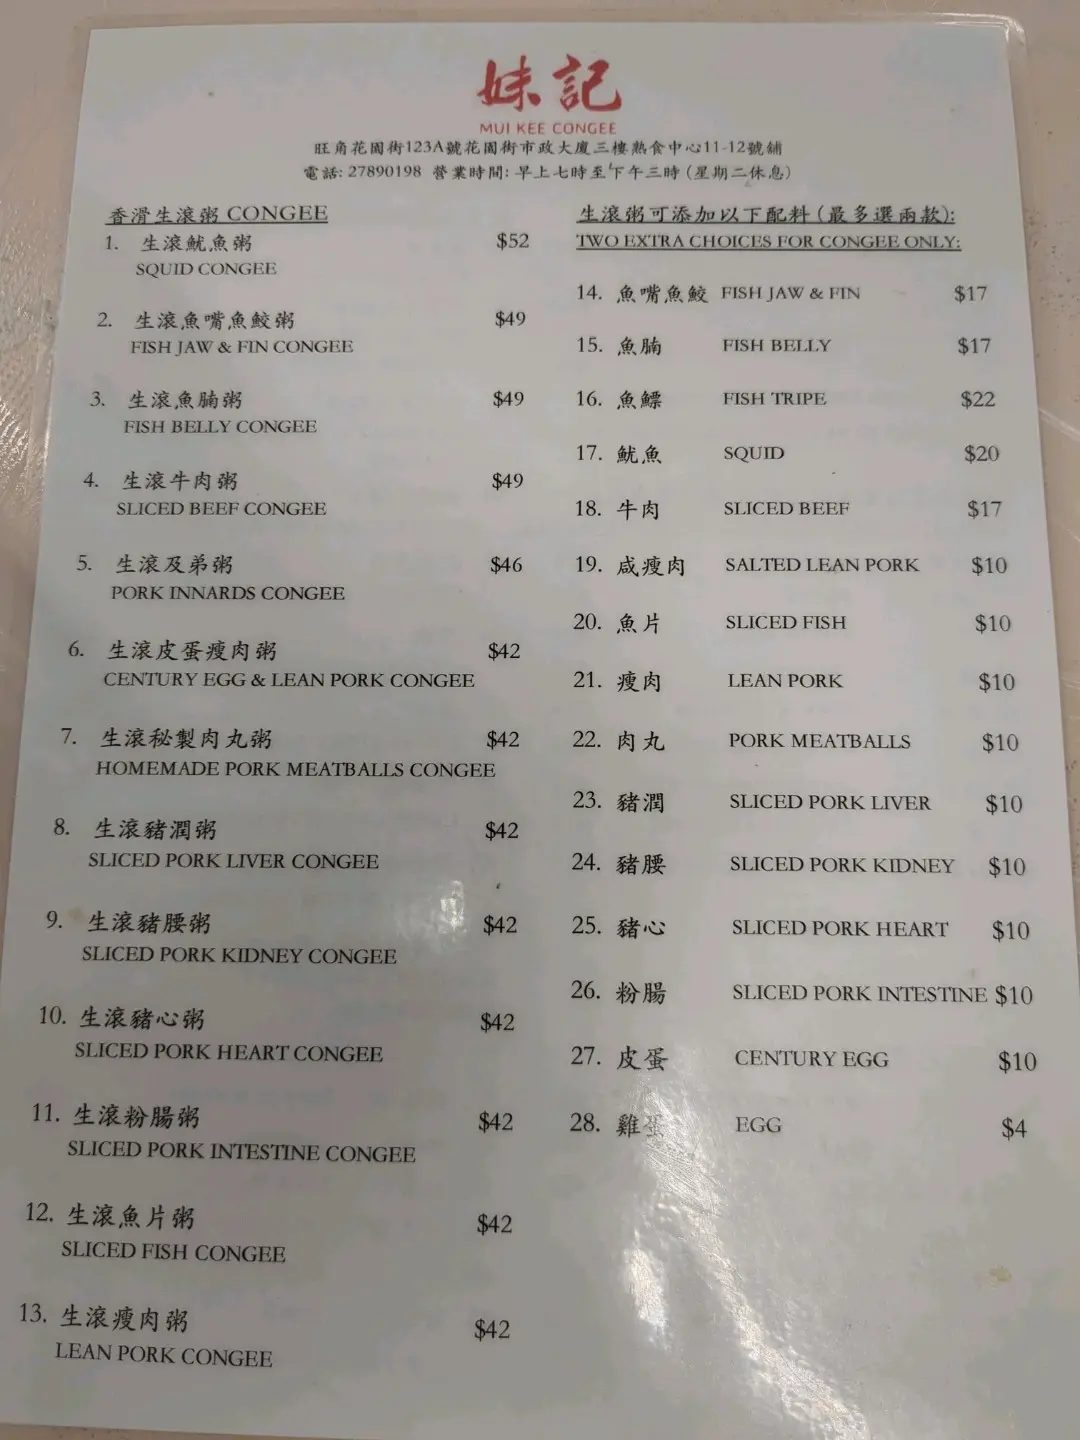 妹記
MUI KEE CONGEE
旺角花園街123A號花園街市政大廈三樓熟食中心11-12號舖
電話: 27890198 營業時間: 早上七時至下午三時 (星期二休息)
香滑生滾粥 CONGEE
1. 生滾魷魚粥 $52
SQUID CONGEE
2. 生滾魚嘴魚鮫粥 $49
FISH JAW & FIN CONGEE
3. 生滾魚腩粥 $49
FISH BELLY CONGEE
4. 生滾牛肉粥 $49
SLICED BEEF CONGEE
5. 生滾及弟粥 $46
PORK INNARDS CONGEE
6. 生滾皮蛋瘦肉粥 $42
CENTURY EGG & LEAN PORK CONGEE
7. 生滾秘製肉丸粥 $42
HOMEMADE PORK MEATBALLS CONGEE
8. 生滾豬潤粥 $42
SLICED PORK LIVER CONGEE
9. 生滾豬腰粥 $42
SLICED PORK KIDNEY CONGEE
10. 生滾豬心粥 $42
SLICED PORK HEART CONGEE
11. 生滾粉腸粥 $42
SLICED PORK INTESTINE CONGEE
12. 生滾魚片粥 $42
SLICED FISH CONGEE
13. 生滾瘦肉粥 $42
LEAN PORK CONGEE
生滾粥可添加以下配料 (最多選兩款):
TWO EXTRA CHOICES FOR CONGEE ONLY:
14. 魚嘴魚鮫 FISH JAW & FIN $17
15. 魚腩 FISH BELLY $17
16. 魚鰾 FISH TRIPE $22
17. 魷魚 SQUID $20
18. 牛肉 SLICED BEEF $17
19. 咸瘦肉 SALTED LEAN PORK $10
20. 魚片 SLICED FISH $10
21. 瘦肉 LEAN PORK $10
22. 肉丸 PORK MEATBALLS $10
23. 豬潤 SLICED PORK LIVER $10
24. 豬腰 SLICED PORK KIDNEY $10
25. 豬心 SLICED PORK HEART $10
26. 粉腸 SLICED PORK INTESTINE $10
27. 皮蛋 CENTURY EGG $10
28. 雞蛋 EGG $4